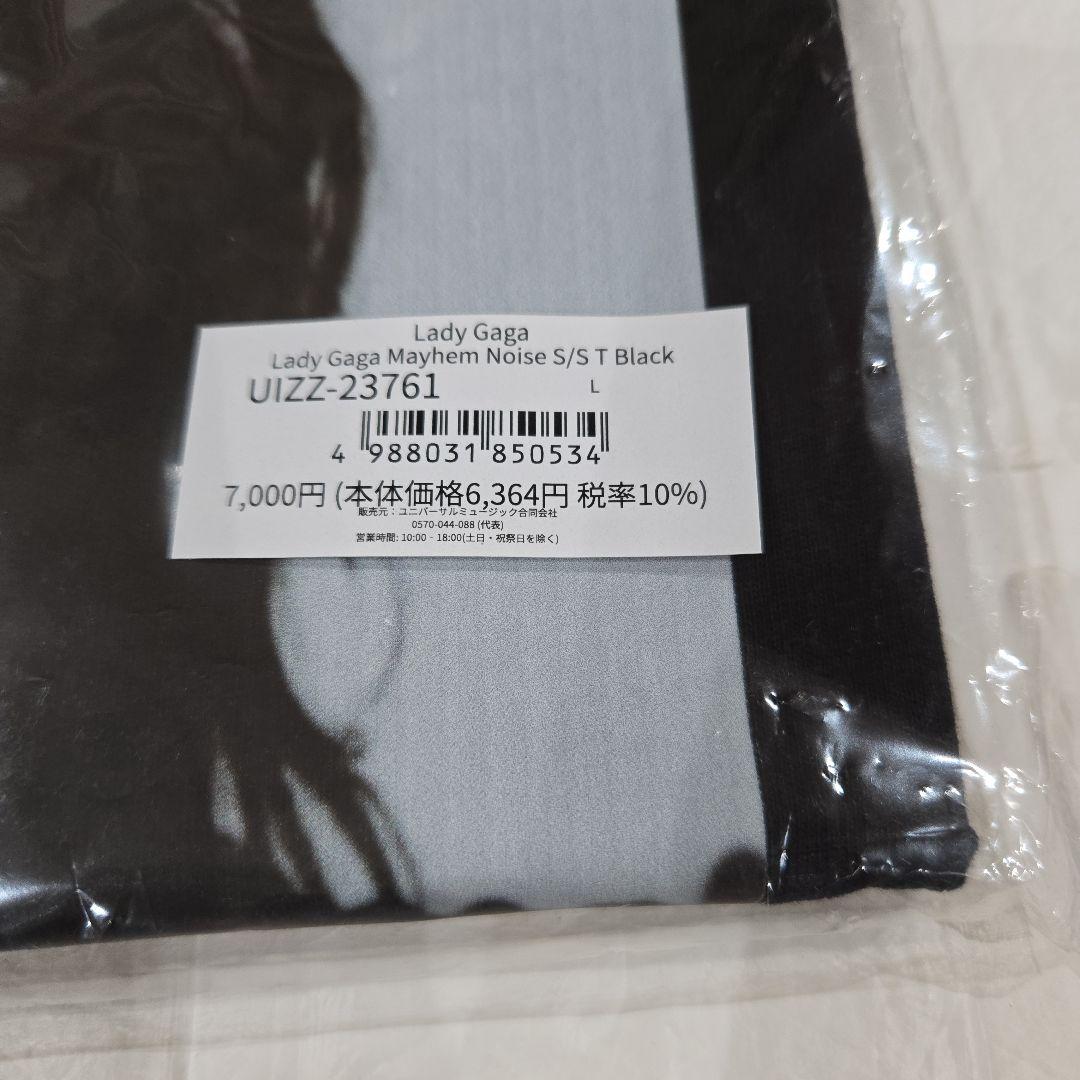 Lady Gaga
Lady Gaga Mayhem Noise S/S T Black
UIZZ-23761 L
4 988031 850534
7,000円 (本体価格6,364円 税率10%)
販売元：ユニバーサルミュージック合同会社
0570-044-088 (代表)
営業時間: 10:00 - 18:00(土日・祝祭日を除く)